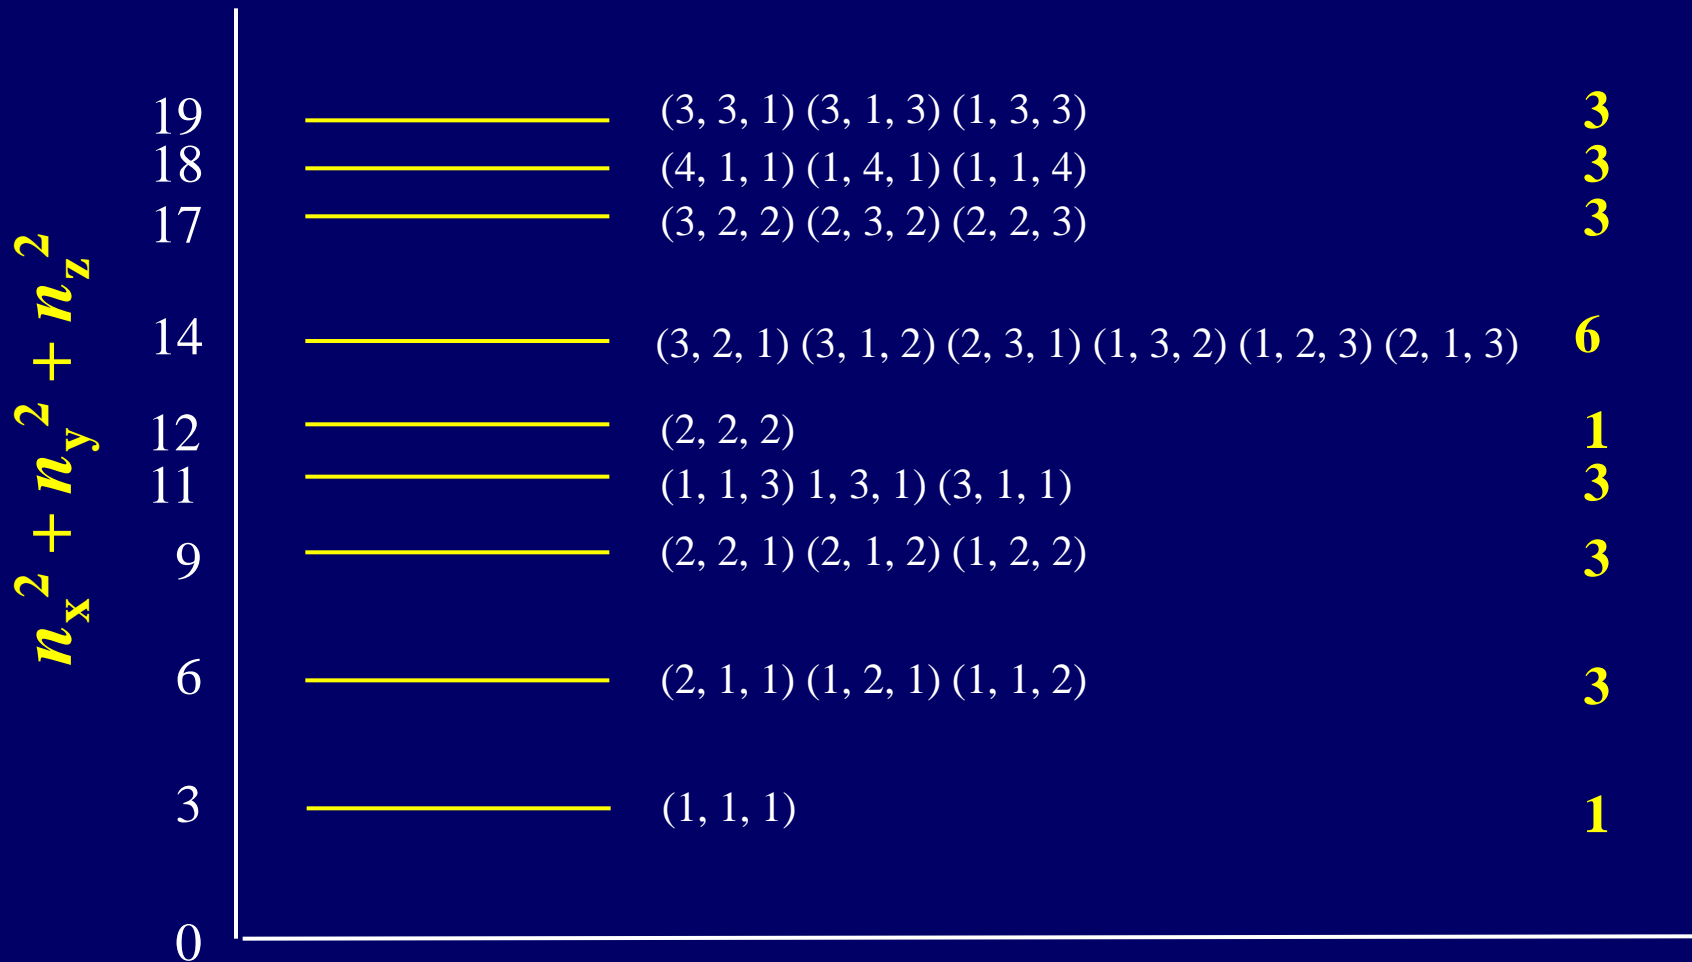 19 (3, 3, 1) (3, 1, 3) (1, 3, 3) 3
18 (4, 1, 1) (1, 4, 1) (1, 1, 4) 3
17 (3, 2, 2) (2, 3, 2) (2, 2, 3) 3
14 (3, 2, 1) (3, 1, 2) (2, 3, 1) (1, 3, 2) (1, 2, 3) (2, 1, 3) 6
12 (2, 2, 2) 1
11 (1, 1, 3) 1, 3, 1) (3, 1, 1) 3
9 (2, 2, 1) (2, 1, 2) (1, 2, 2) 3
6 (2, 1, 1) (1, 2, 1) (1, 1, 2) 3
3 (1, 1, 1) 1
0
n_x^2 + n_y^2 + n_z^2